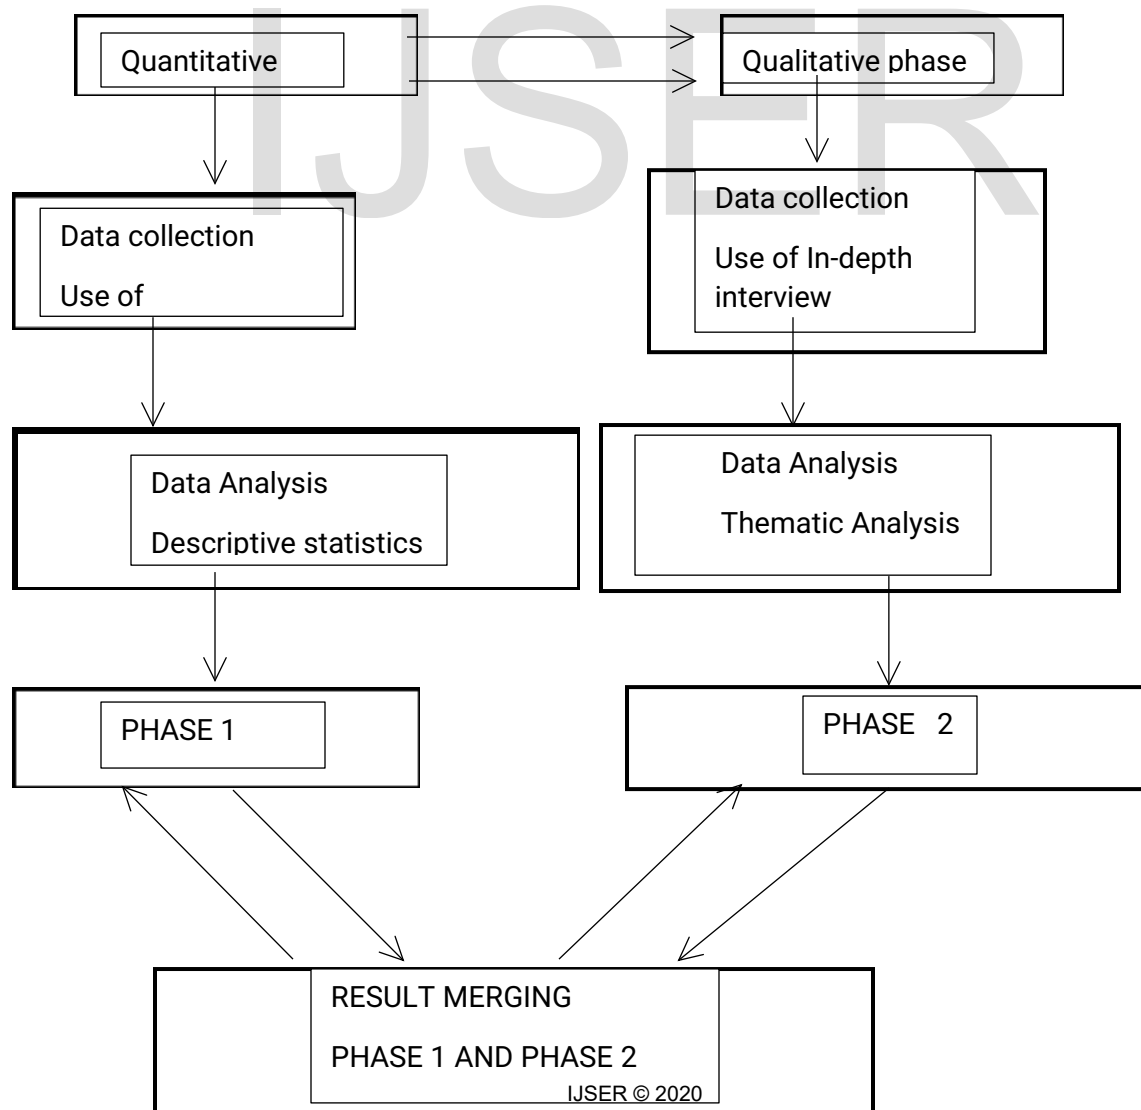 IJSER
Quantitative
Qualitative phase
Data collection
Use of
Data collection
Use of In-depth
interview
Data Analysis
Descriptive statistics
Data Analysis
Thematic Analysis
PHASE 1
PHASE 2
RESULT MERGING
PHASE 1 AND PHASE 2
IJSER © 2020